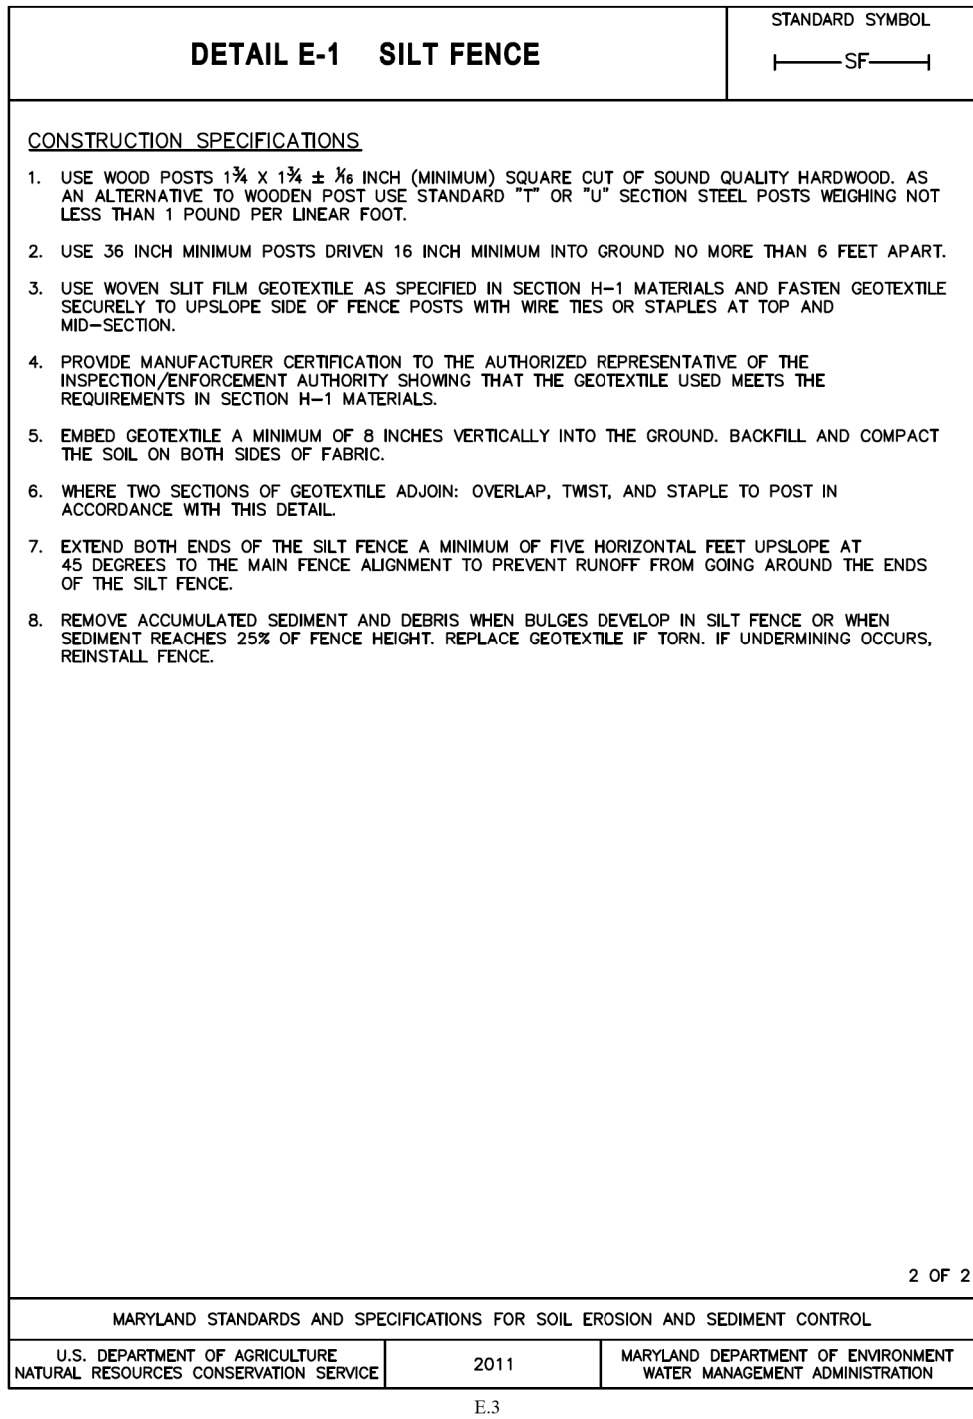 STANDARD SYMBOL
DETAIL E-1 SILT FENCE
SF
CONSTRUCTION SPECIFICATIONS
1. USE WOOD POSTS 1¾ X 1¾ ± 1⁄16 INCH (MINIMUM) SQUARE CUT OF SOUND QUALITY HARDWOOD. AS
AN ALTERNATIVE TO WOODEN POST USE STANDARD "T" OR "U" SECTION STEEL POSTS WEIGHING NOT
LESS THAN 1 POUND PER LINEAR FOOT.
2. USE 36 INCH MINIMUM POSTS DRIVEN 16 INCH MINIMUM INTO GROUND NO MORE THAN 6 FEET APART.
3. USE WOVEN SLIT FILM GEOTEXTILE AS SPECIFIED IN SECTION H-1 MATERIALS AND FASTEN GEOTEXTILE
SECURELY TO UPSLOPE SIDE OF FENCE POSTS WITH WIRE TIES OR STAPLES AT TOP AND
MID-SECTION.
4. PROVIDE MANUFACTURER CERTIFICATION TO THE AUTHORIZED REPRESENTATIVE OF THE
INSPECTION/ENFORCEMENT AUTHORITY SHOWING THAT THE GEOTEXTILE USED MEETS THE
REQUIREMENTS IN SECTION H-1 MATERIALS.
5. EMBED GEOTEXTILE A MINIMUM OF 8 INCHES VERTICALLY INTO THE GROUND. BACKFILL AND COMPACT
THE SOIL ON BOTH SIDES OF FABRIC.
6. WHERE TWO SECTIONS OF GEOTEXTILE ADJOIN: OVERLAP, TWIST, AND STAPLE TO POST IN
ACCORDANCE WITH THIS DETAIL.
7. EXTEND BOTH ENDS OF THE SILT FENCE A MINIMUM OF FIVE HORIZONTAL FEET UPSLOPE AT
45 DEGREES TO THE MAIN FENCE ALIGNMENT TO PREVENT RUNOFF FROM GOING AROUND THE ENDS
OF THE SILT FENCE.
8. REMOVE ACCUMULATED SEDIMENT AND DEBRIS WHEN BULGES DEVELOP IN SILT FENCE OR WHEN
SEDIMENT REACHES 25% OF FENCE HEIGHT. REPLACE GEOTEXTILE IF TORN. IF UNDERMINING OCCURS,
REINSTALL FENCE.
2 OF 2
MARYLAND STANDARDS AND SPECIFICATIONS FOR SOIL EROSION AND SEDIMENT CONTROL
U.S. DEPARTMENT OF AGRICULTURE
NATURAL RESOURCES CONSERVATION SERVICE
2011
MARYLAND DEPARTMENT OF ENVIRONMENT
WATER MANAGEMENT ADMINISTRATION
E.3